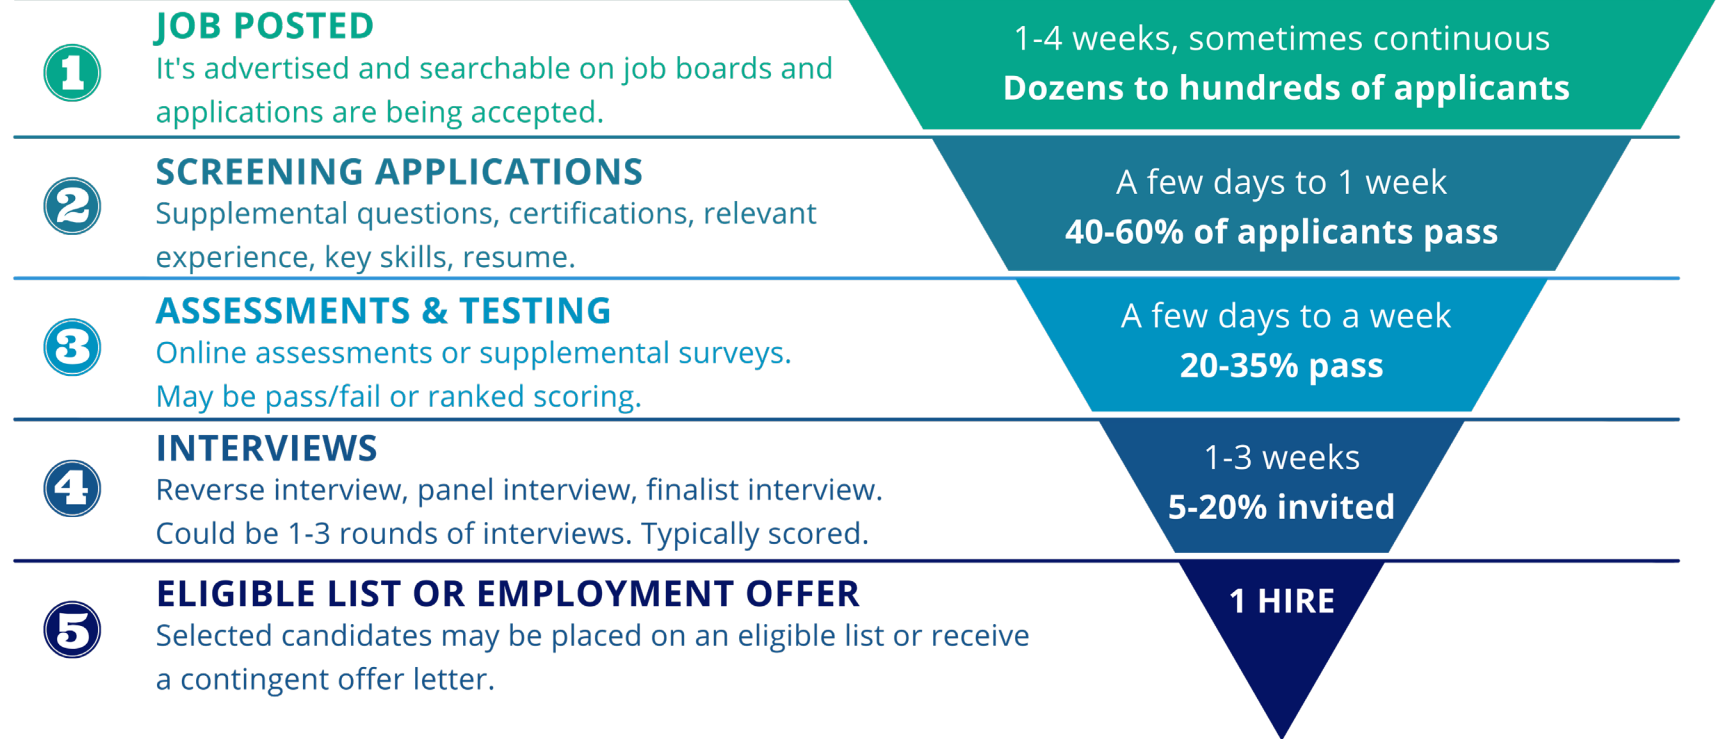 1
JOB POSTED
It's advertised and searchable on job boards and
applications are being accepted.
1-4 weeks, sometimes continuous
Dozens to hundreds of applicants
2
SCREENING APPLICATIONS
Supplemental questions, certifications, relevant
experience, key skills, resume.
A few days to 1 week
40-60% of applicants pass
3
ASSESSMENTS & TESTING
Online assessments or supplemental surveys.
May be pass/fail or ranked scoring.
A few days to a week
20-35% pass
4
INTERVIEWS
Reverse interview, panel interview, finalist interview.
Could be 1-3 rounds of interviews. Typically scored.
1-3 weeks
5-20% invited
5
ELIGIBLE LIST OR EMPLOYMENT OFFER
Selected candidates may be placed on an eligible list or receive
a contingent offer letter.
1 HIRE